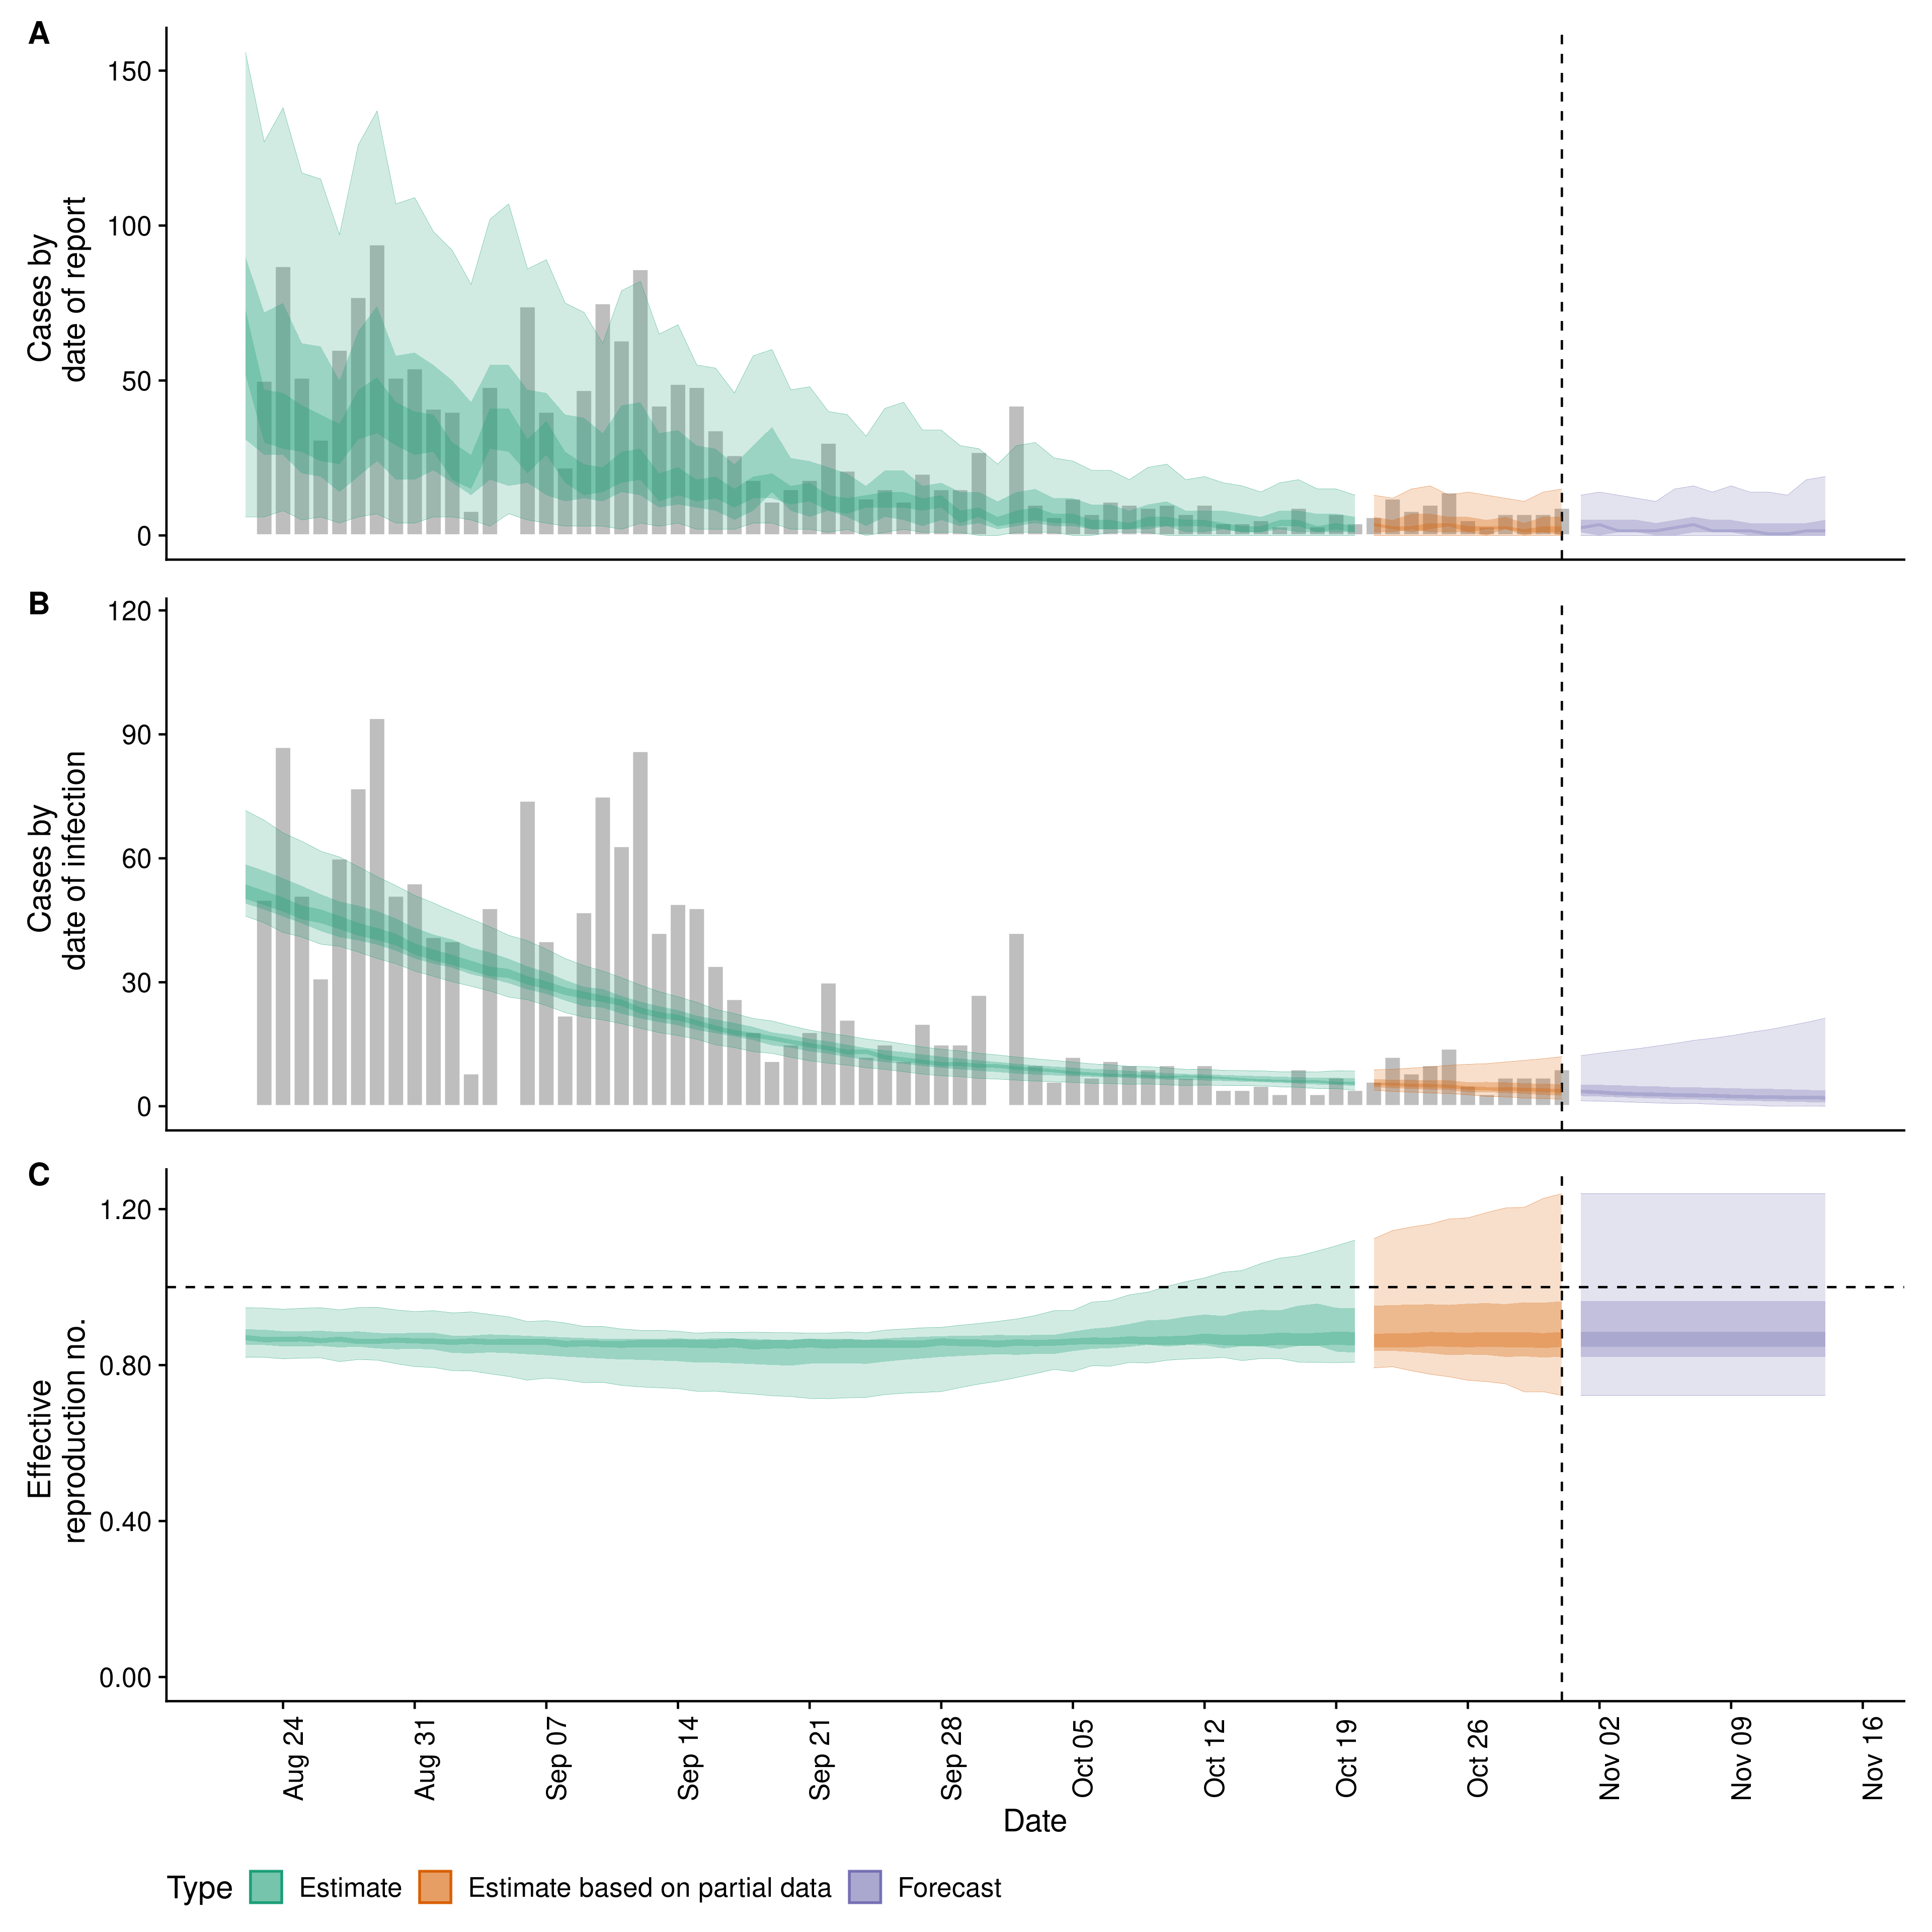 A
150
100
50
0
Cases by
date of report
B
120
90
60
30
0
Cases by
date of infection
C
1.20
0.80
0.40
0.00
Effective
reproduction no.
Aug 24
Aug 31
Sep 07
Sep 14
Sep 21
Sep 28
Oct 05
Oct 12
Oct 19
Oct 26
Nov 02
Nov 09
Nov 16
Date
Type Estimate Estimate based on partial data Forecast